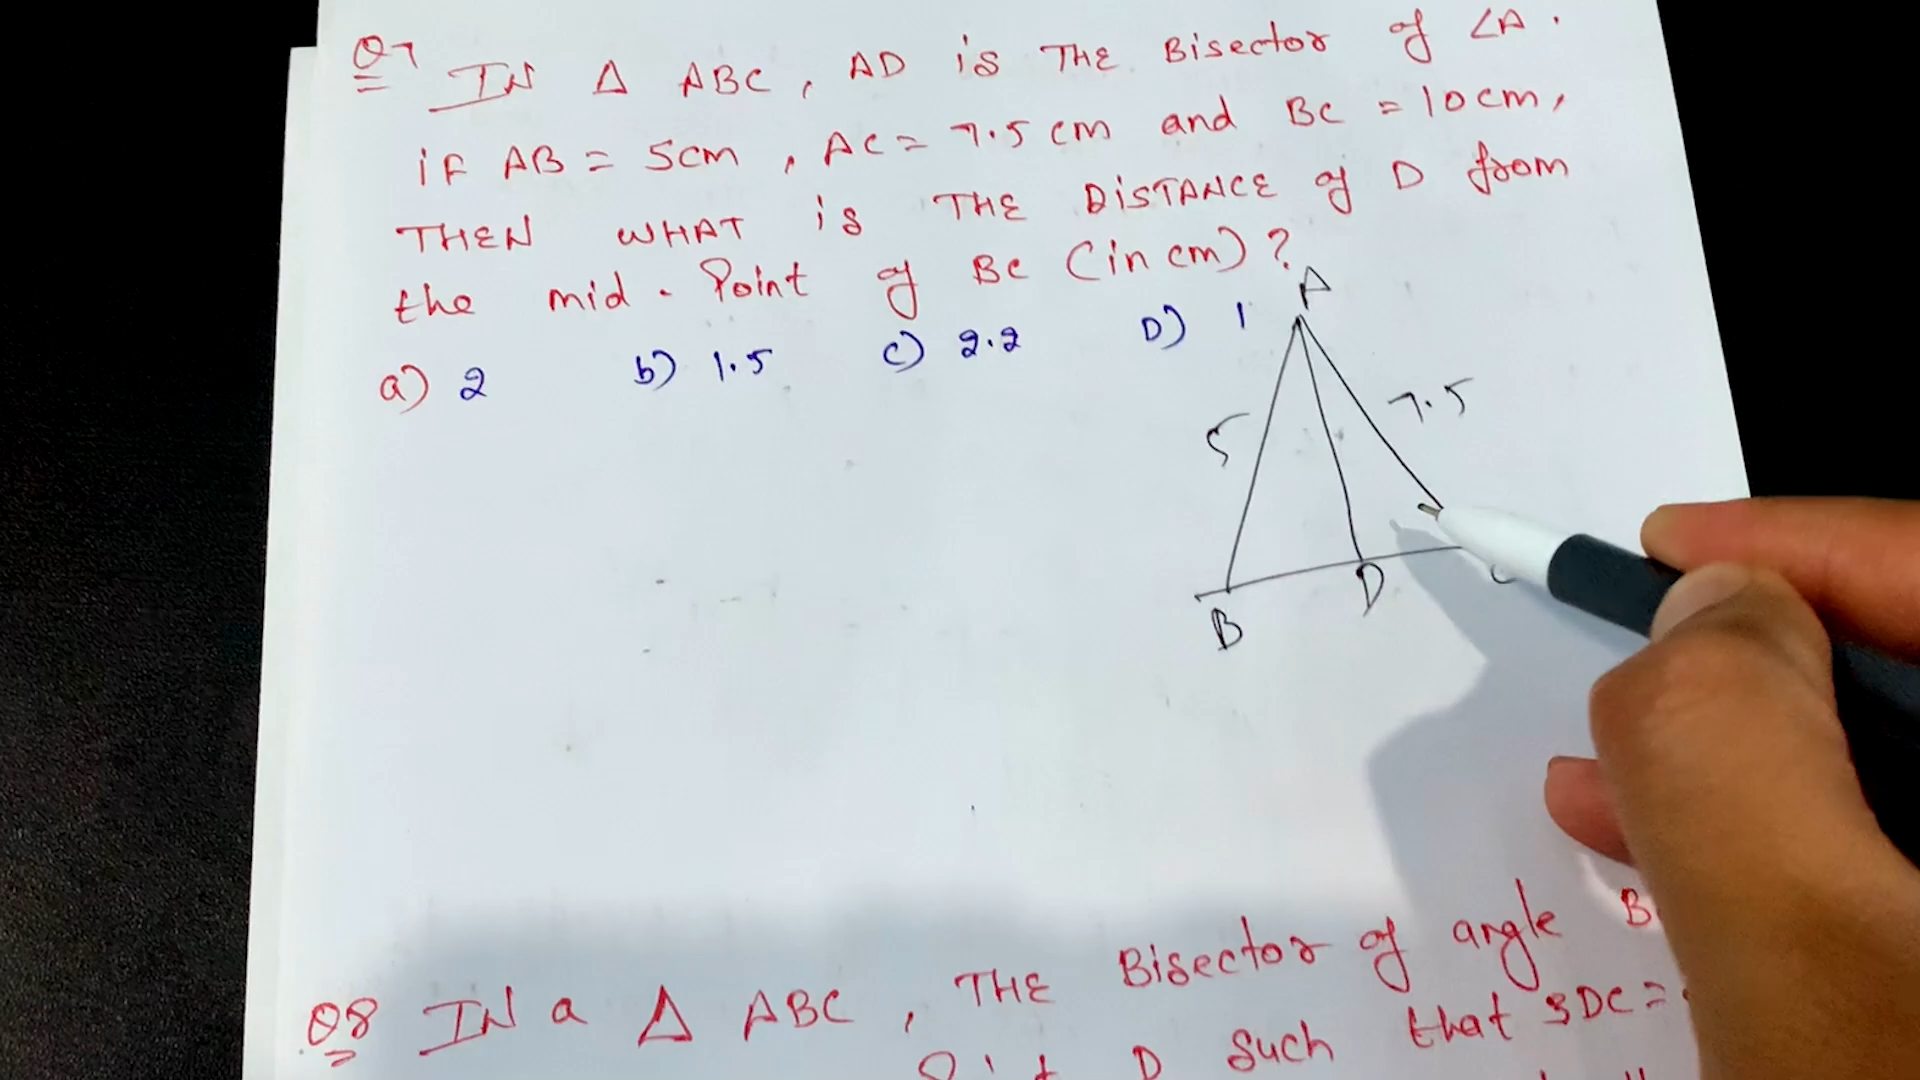 Q7 IN Δ ABC, AD is THE Bisector of ∠A.
iF AB = 5cm, AC = 7.5 cm and BC = 10cm,
THEN WHAT is THE DISTANCE of D from
the mid. Point of BC (in cm)?
a) 2 b) 1.5 c) 2.2 D) 1
A
5 7.5
B D
Q8 IN a Δ ABC, THE Bisector of angle
D such that 3DC =